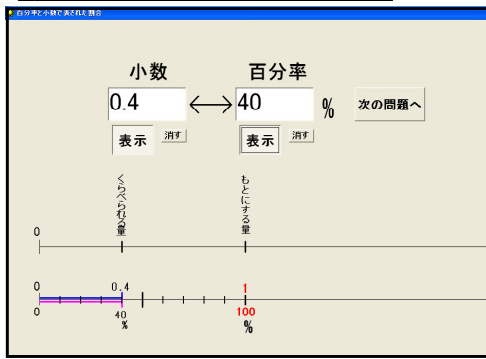 百分率と小数で表された割合
小数
百分率
0.4
40
%
次の問題へ
表示
消す
表示
消す
くらべられる量
もとにする量
0
0
0.4
1
0
40
%
100
%